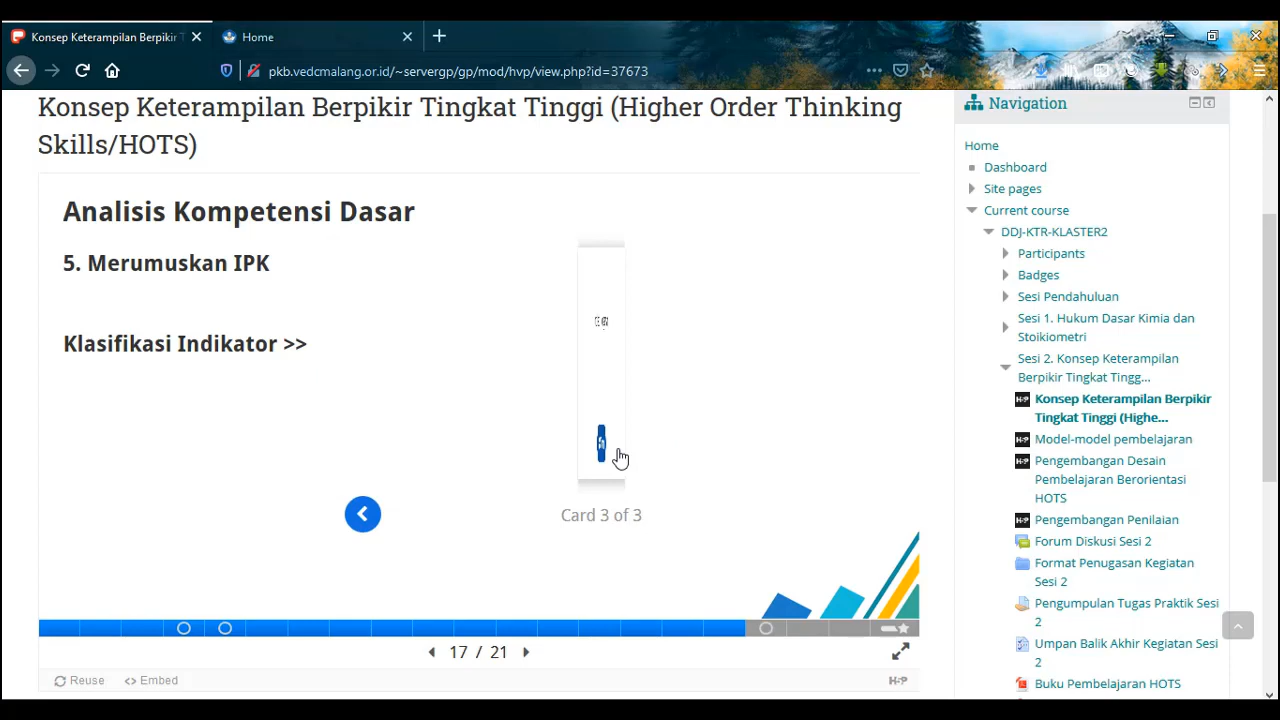 Konsep Keterampilan Berpikir T
Home
pkb.vedcmalang.or.id/~servergp/gp/mod/hvp/view.php?id=37673
Konsep Keterampilan Berpikir Tingkat Tinggi (Higher Order Thinking
Skills/HOTS)
Analisis Kompetensi Dasar
5. Merumuskan IPK
Klasifikasi Indikator >>
Card 3 of 3
17 / 21
Reuse
Embed
H5P
Navigation
Home
Dashboard
Site pages
Current course
DDJ-KTR-KLASTER2
Participants
Badges
Sesi Pendahuluan
Sesi 1. Hukum Dasar Kimia dan
Stoikiometri
Sesi 2. Konsep Keterampilan
Berpikir Tingkat Tingg...
H5P Konsep Keterampilan Berpikir
Tingkat Tinggi (Highe...
H5P Model-model pembelajaran
H5P Pengembangan Desain
Pembelajaran Berorientasi
HOTS
H5P Pengembangan Penilaian
Forum Diskusi Sesi 2
Format Penugasan Kegiatan
Sesi 2
Pengumpulan Tugas Praktik Sesi
2
Umpan Balik Akhir Kegiatan Sesi
2
Buku Pembelajaran HOTS